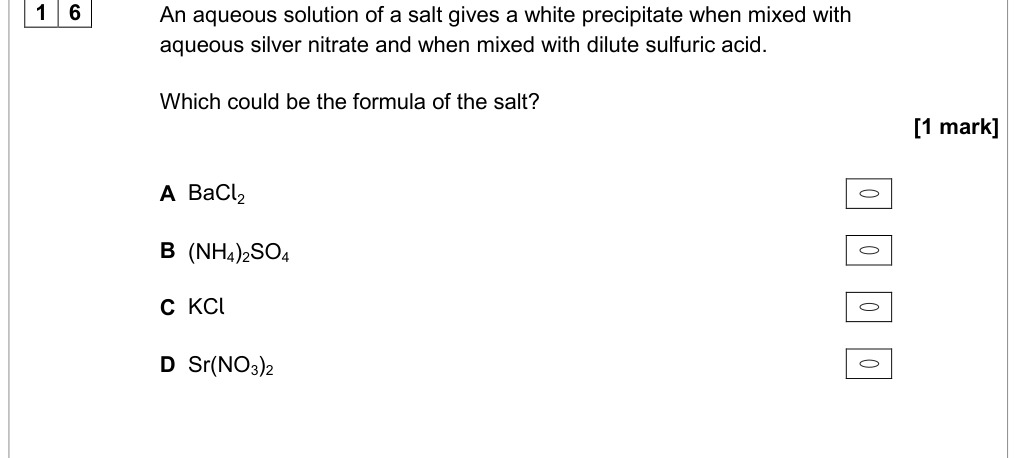 1 6 An aqueous solution of a salt gives a white precipitate when mixed with
aqueous silver nitrate and when mixed with dilute sulfuric acid.
Which could be the formula of the salt?
[1 mark]
A BaCl₂
B (NH₄)₂SO₄
C KCl
D Sr(NO₃)₂